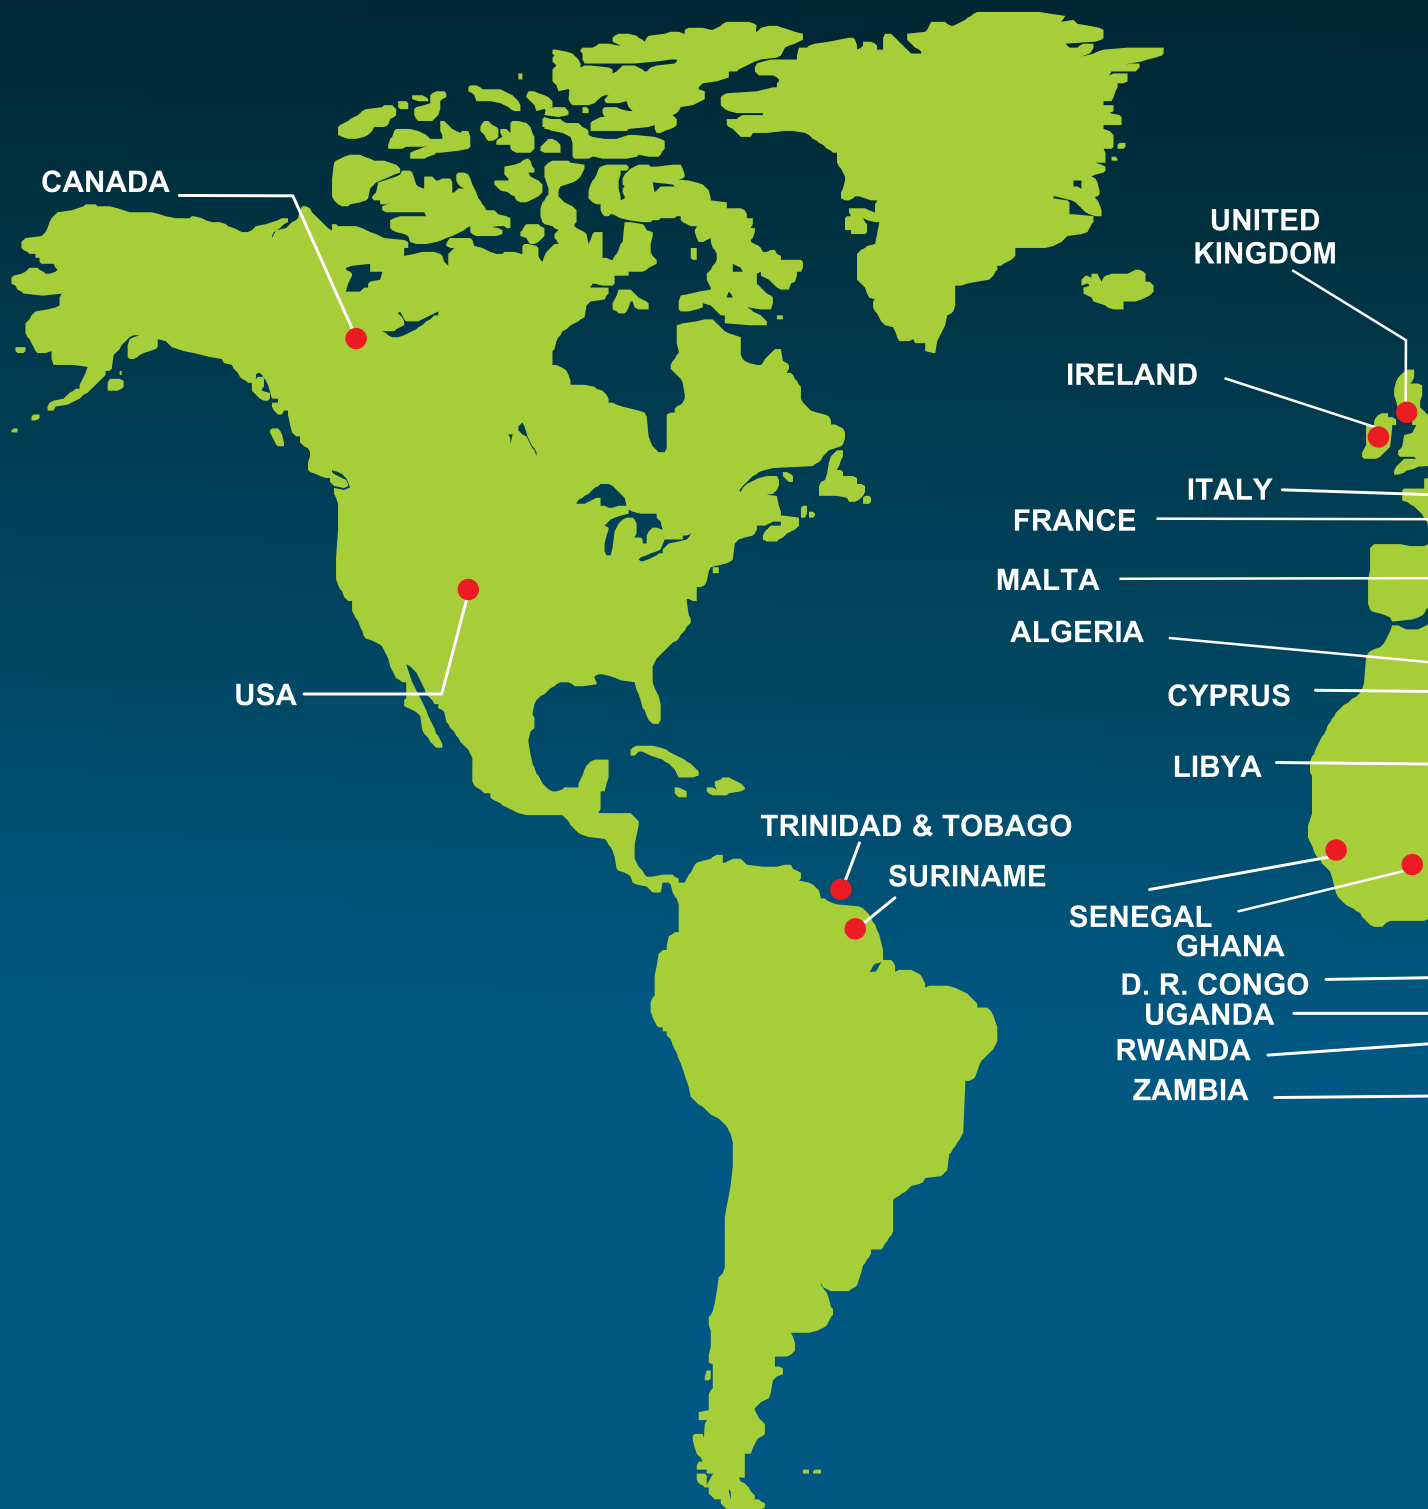 CANADA
UNITED
KINGDOM
IRELAND
ITALY
FRANCE
MALTA
ALGERIA
CYPRUS
USA
LIBYA
TRINIDAD & TOBAGO
SURINAME
SENEGAL
GHANA
D. R. CONGO
UGANDA
RWANDA
ZAMBIA